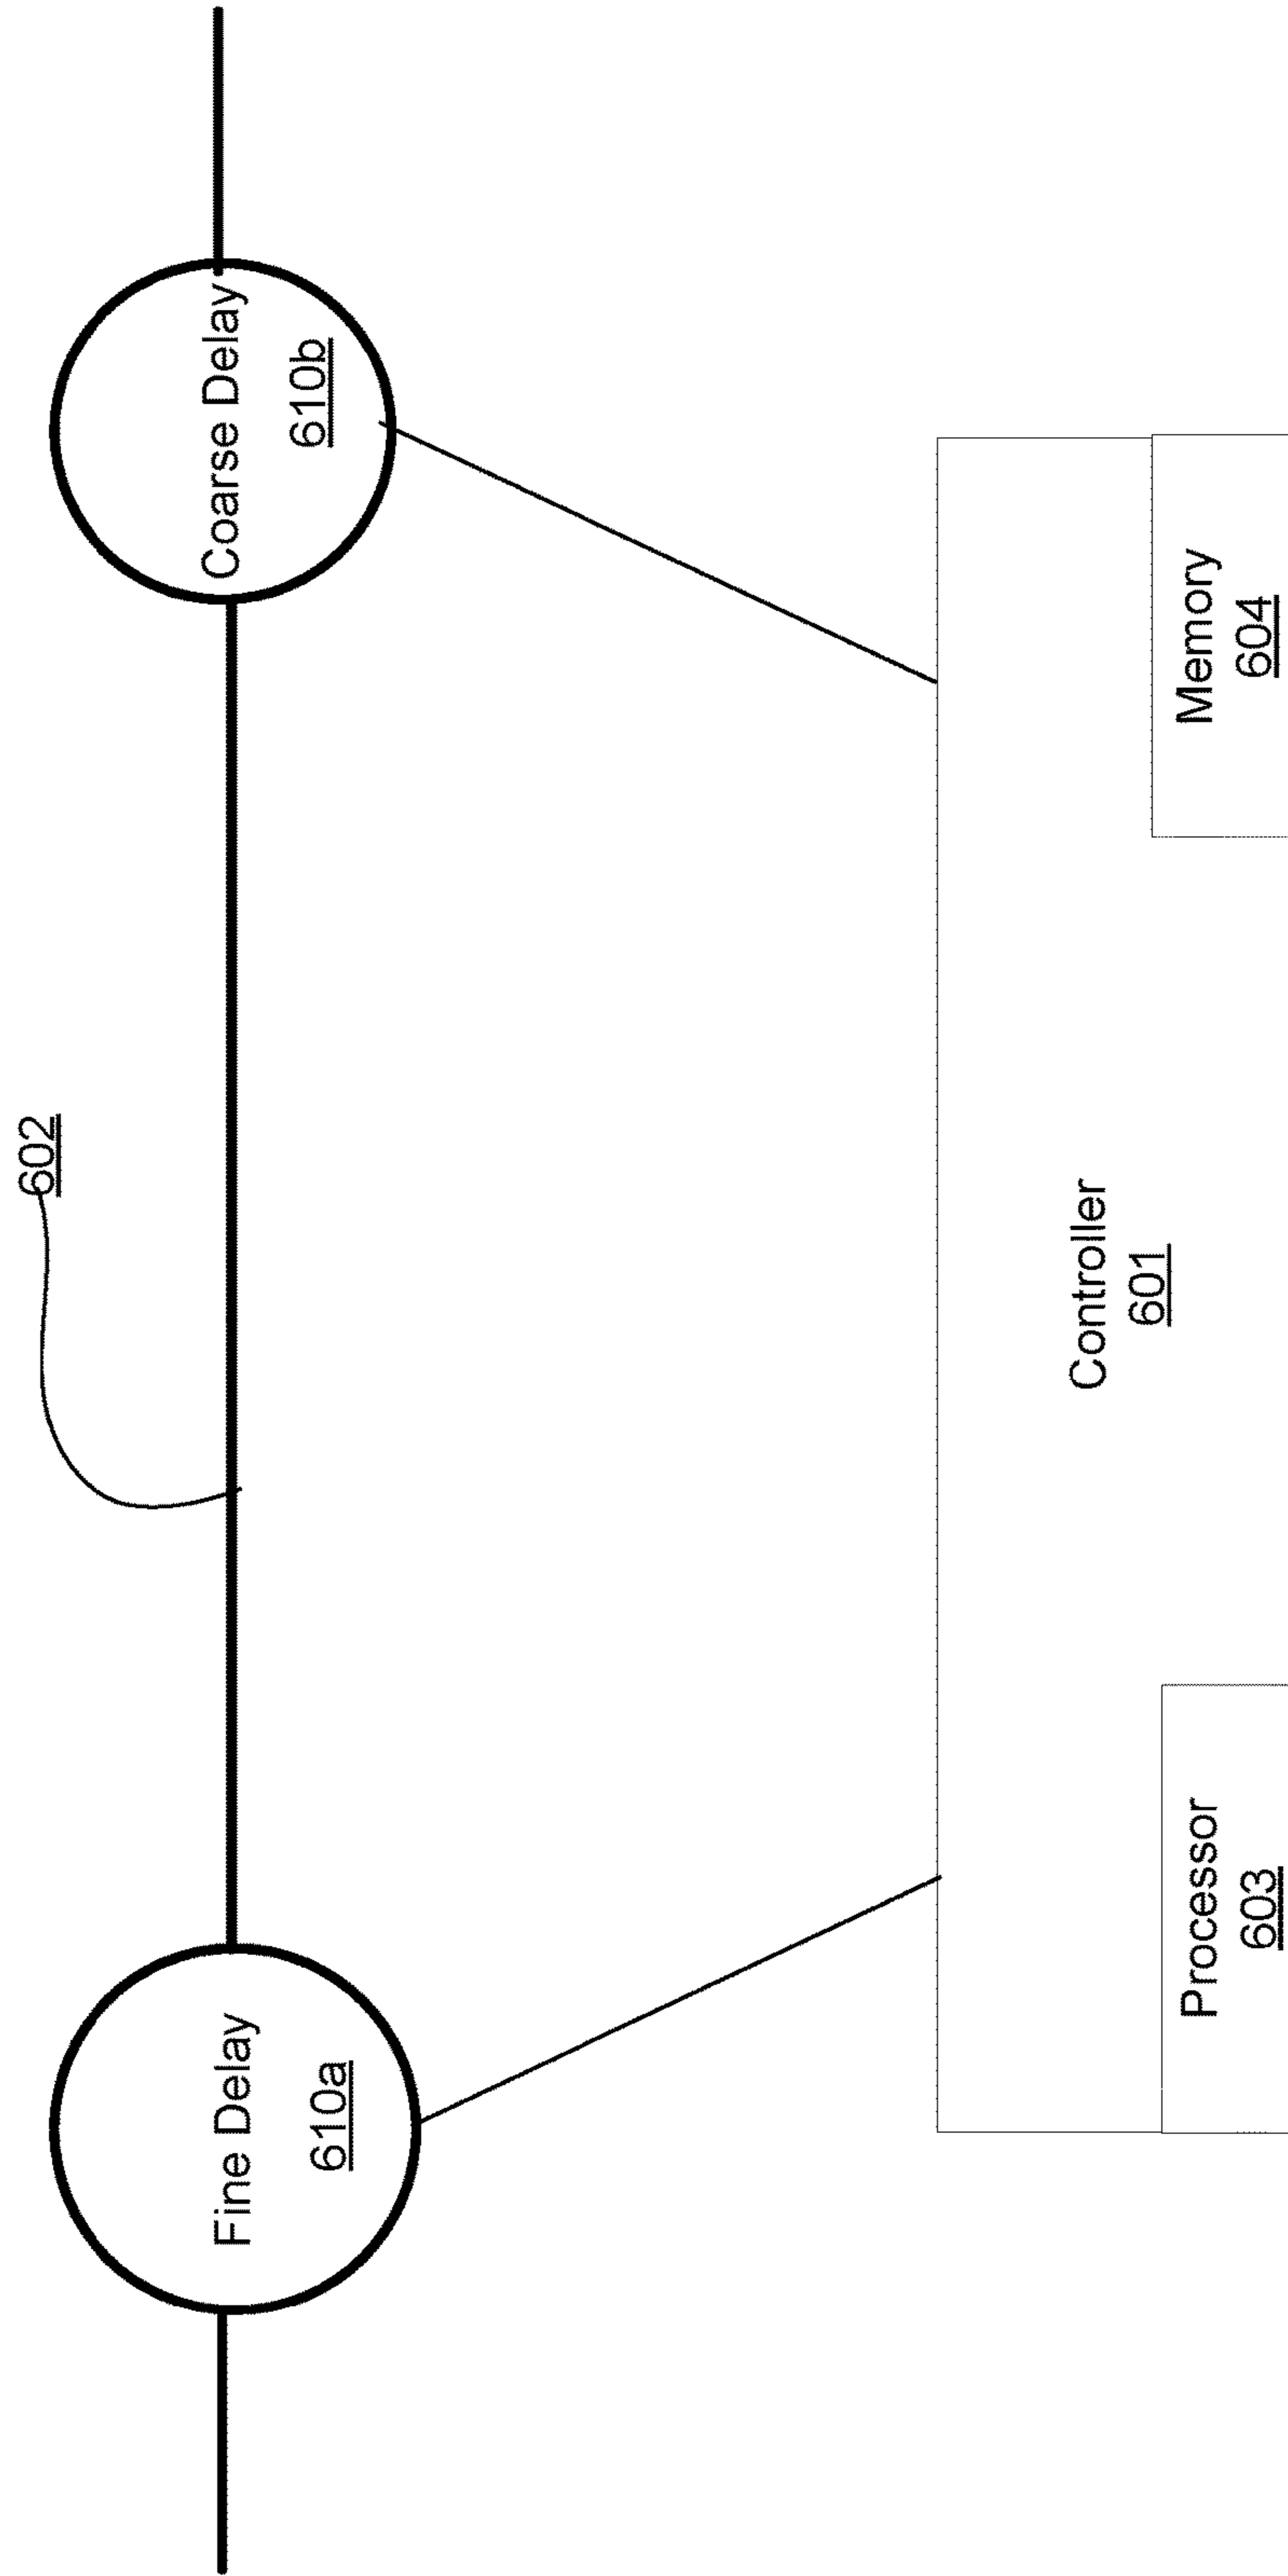 602
Fine Delay
610a
Coarse Delay
610b
Controller
601
Processor
603
Memory
604